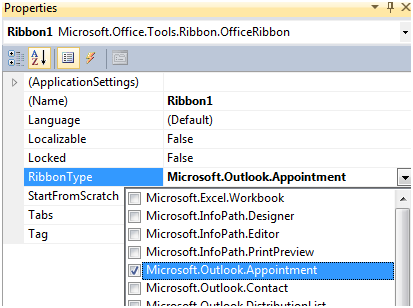 Properties
Ribbon1 Microsoft.Office.Tools.Ribbon.OfficeRibbon
(ApplicationSettings)
(Name) Ribbon1
Language (Default)
Localizable False
Locked False
RibbonType Microsoft.Outlook.Appointment
StartFromScratch Microsoft.Excel.Workbook
Tabs Microsoft.InfoPath.Designer
Tag Microsoft.InfoPath.Editor
Microsoft.InfoPath.PrintPreview
Microsoft.Outlook.Appointment
Microsoft.Outlook.Contact
Microsoft.Outlook.DistributionList